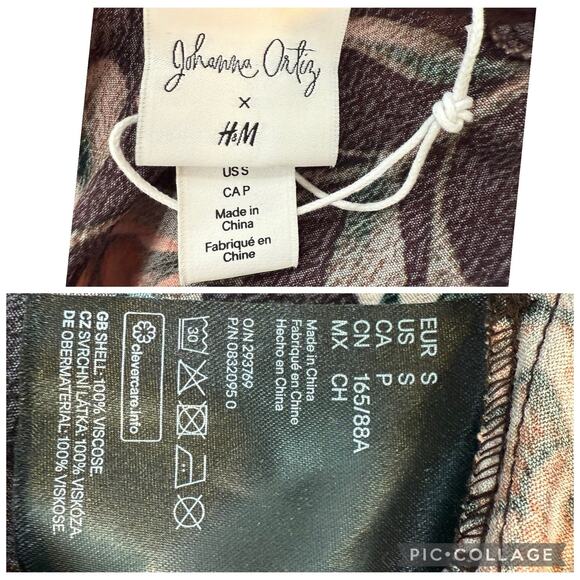 Johanna Ortiz
×
H&M
US S
CA P
Made in
China
Fabriqué en
Chine
EUR S
US S
CA P
CN 165/88A
MX CH
Made in China
Fabriqué en Chine
Hecho en China
O/N 293769
P/N D832095 0
30
clevercare.info
GB SHELL: 100% VISCOSE
CZ SVRCHNÍ LÁTKA: 100% VISKÓZA
DE OBERMATERIAL: 100% VISKOSE
PIC•COLLAGE